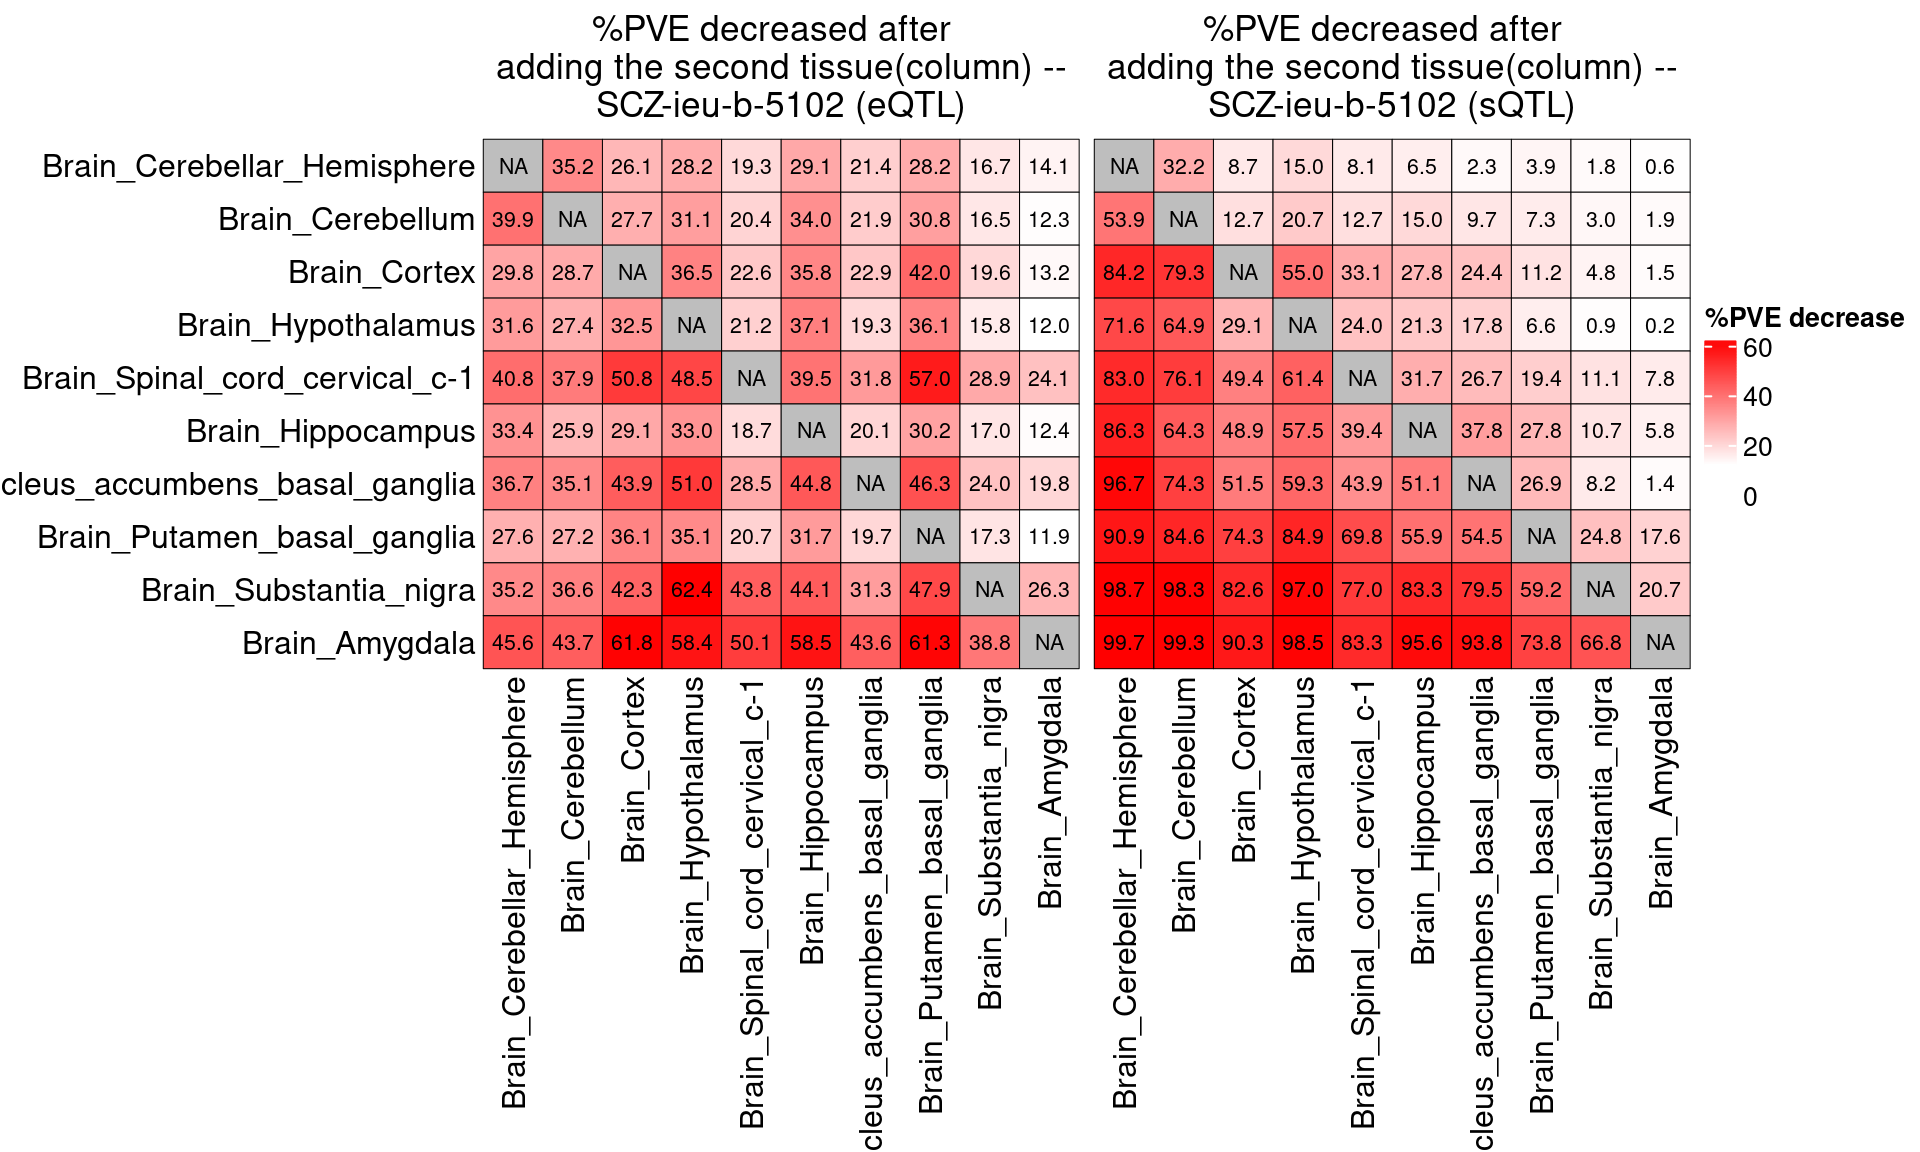 %PVE decreased after
adding the second tissue(column) --
SCZ-ieu-b-5102 (eQTL)
%PVE decreased after
adding the second tissue(column) --
SCZ-ieu-b-5102 (sQTL)
Brain_Cerebellar_Hemisphere NA 35.2 26.1 28.2 19.3 29.1 21.4 28.2 16.7 14.1 NA 32.2 8.7 15.0 8.1 6.5 2.3 3.9 1.8 0.6
Brain_Cerebellum 39.9 NA 27.7 31.1 20.4 34.0 21.9 30.8 16.5 12.3 53.9 NA 12.7 20.7 12.7 15.0 9.7 7.3 3.0 1.9
Brain_Cortex 29.8 28.7 NA 36.5 22.6 35.8 22.9 42.0 19.6 13.2 84.2 79.3 NA 55.0 33.1 27.8 24.4 11.2 4.8 1.5
Brain_Hypothalamus 31.6 27.4 32.5 NA 21.2 37.1 19.3 36.1 15.8 12.0 71.6 64.9 29.1 NA 24.0 21.3 17.8 6.6 0.9 0.2
Brain_Spinal_cord_cervical_c-1 40.8 37.9 50.8 48.5 NA 39.5 31.8 57.0 28.9 24.1 83.0 76.1 49.4 61.4 NA 31.7 26.7 19.4 11.1 7.8
Brain_Hippocampus 33.4 25.9 29.1 33.0 18.7 NA 20.1 30.2 17.0 12.4 86.3 64.3 48.9 57.5 39.4 NA 37.8 27.8 10.7 5.8
cleus_accumbens_basal_ganglia 36.7 35.1 43.9 51.0 28.5 44.8 NA 46.3 24.0 19.8 96.7 74.3 51.5 59.3 43.9 51.1 NA 26.9 8.2 1.4
Brain_Putamen_basal_ganglia 27.6 27.2 36.1 35.1 20.7 31.7 19.7 NA 17.3 11.9 90.9 84.6 74.3 84.9 69.8 55.9 54.5 NA 24.8 17.6
Brain_Substantia_nigra 35.2 36.6 42.3 62.4 43.8 44.1 31.3 47.9 NA 26.3 98.7 98.3 82.6 97.0 77.0 83.3 79.5 59.2 NA 20.7
Brain_Amygdala 45.6 43.7 61.8 58.4 50.1 58.5 43.6 61.3 38.8 NA 99.7 99.3 90.3 98.5 83.3 95.6 93.8 73.8 66.8 NA
Brain_Cerebellar_Hemisphere
Brain_Cerebellum
Brain_Cortex
Brain_Hypothalamus
Brain_Spinal_cord_cervical_c-1
Brain_Hippocampus
cleus_accumbens_basal_ganglia
Brain_Putamen_basal_ganglia
Brain_Substantia_nigra
Brain_Amygdala
Brain_Cerebellar_Hemisphere
Brain_Cerebellum
Brain_Cortex
Brain_Hypothalamus
Brain_Spinal_cord_cervical_c-1
Brain_Hippocampus
cleus_accumbens_basal_ganglia
Brain_Putamen_basal_ganglia
Brain_Substantia_nigra
Brain_Amygdala
%PVE decrease
60
40
20
0